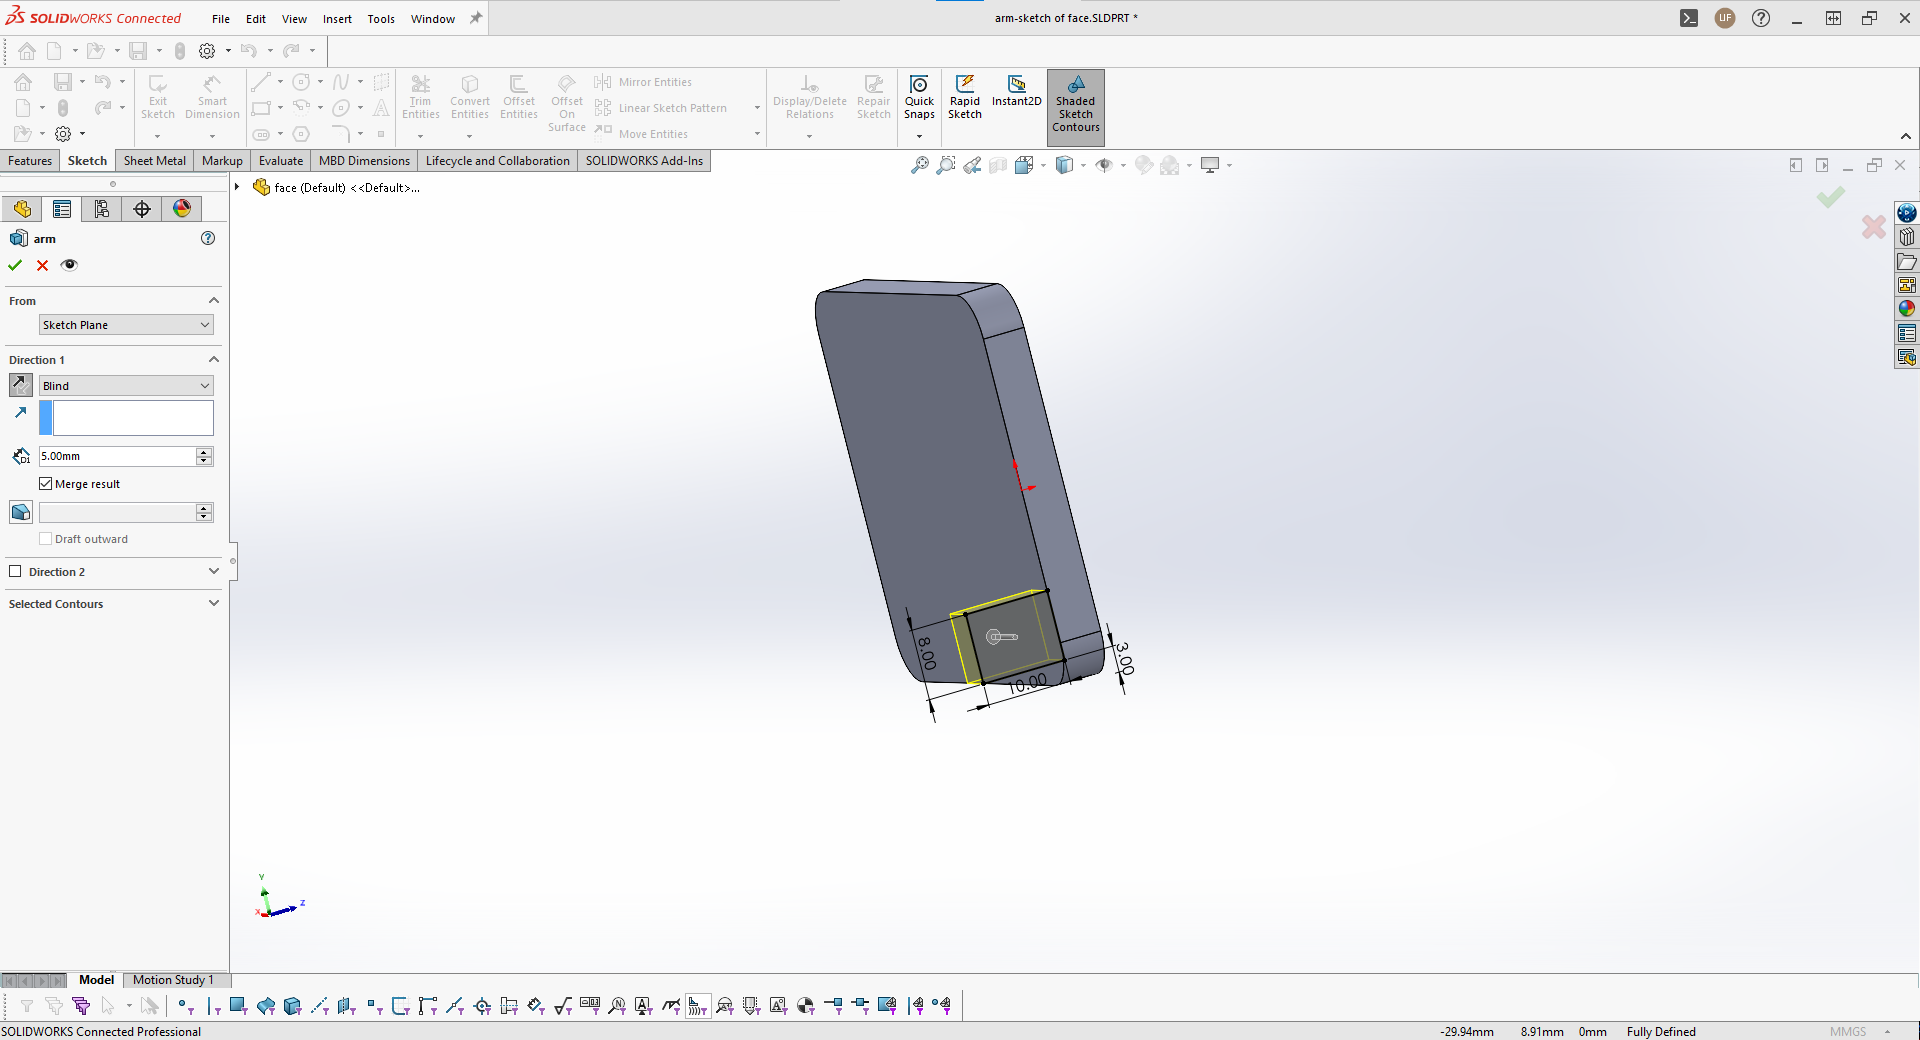 SOLIDWORKS Connected
File Edit View Insert Tools Window
arm-sketch of face.SLDPRT *
UF
Exit Sketch
Smart Dimension
Trim Entities
Convert Entities
Offset Entities
Offset On Surface
Mirror Entities
Linear Sketch Pattern
Move Entities
Display/Delete Relations
Repair Sketch
Quick Snaps
Rapid Sketch
Instant2D
Shaded Sketch Contours
Features Sketch Sheet Metal Markup Evaluate MBD Dimensions Lifecycle and Collaboration SOLIDWORKS Add-Ins
face (Default) <<Default>...
arm
From
Sketch Plane
Direction 1
Blind
D1
5.00mm
Merge result
Draft outward
Direction 2
Selected Contours
8.00
10.00
3.00
Y
X
Z
Model Motion Study 1
SOLIDWORKS Connected Professional
-29.94mm 8.91mm 0mm Fully Defined MMGS